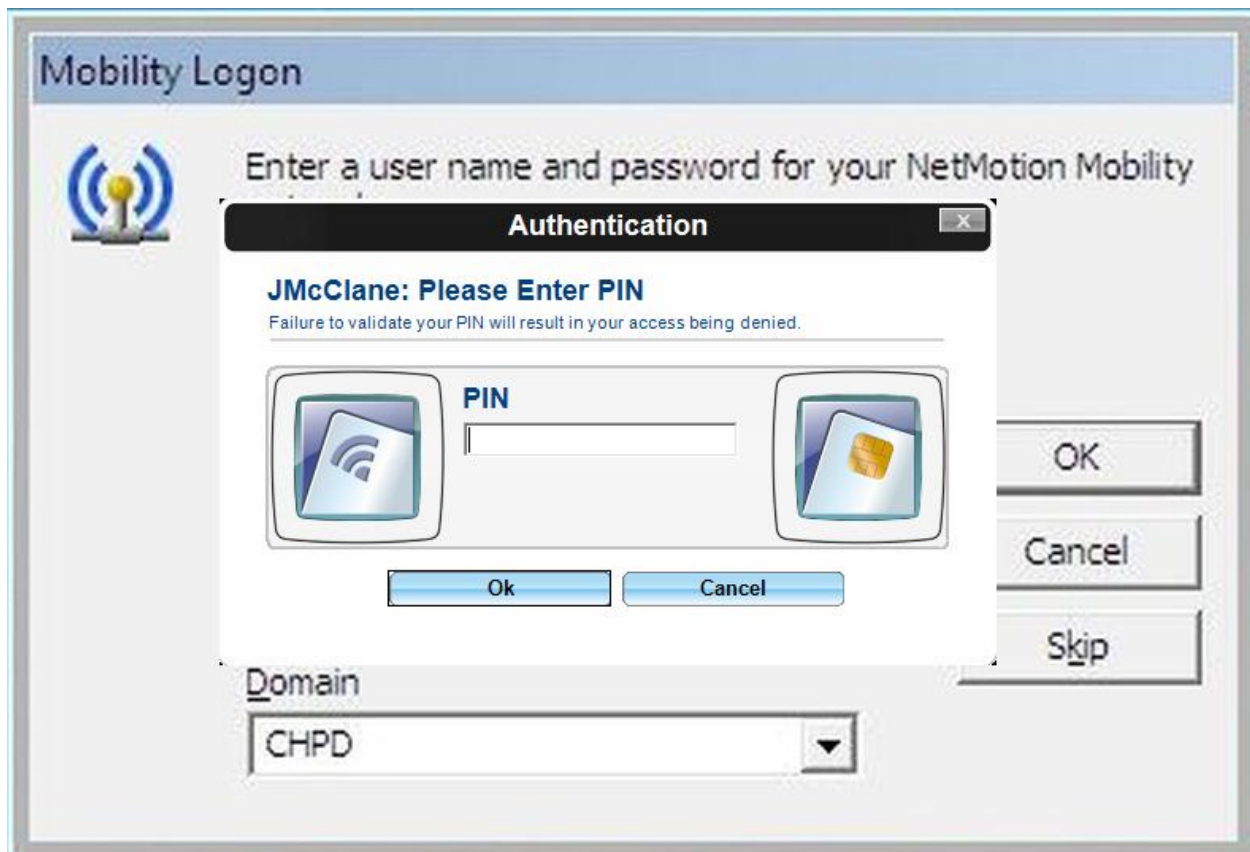 Mobility Logon
Enter a user name and password for your NetMotion Mobility
Authentication
X
JMcClane: Please Enter PIN
Failure to validate your PIN will result in your access being denied.
PIN
OK
Cancel
Ok
Cancel
Skip
Domain
CHPD